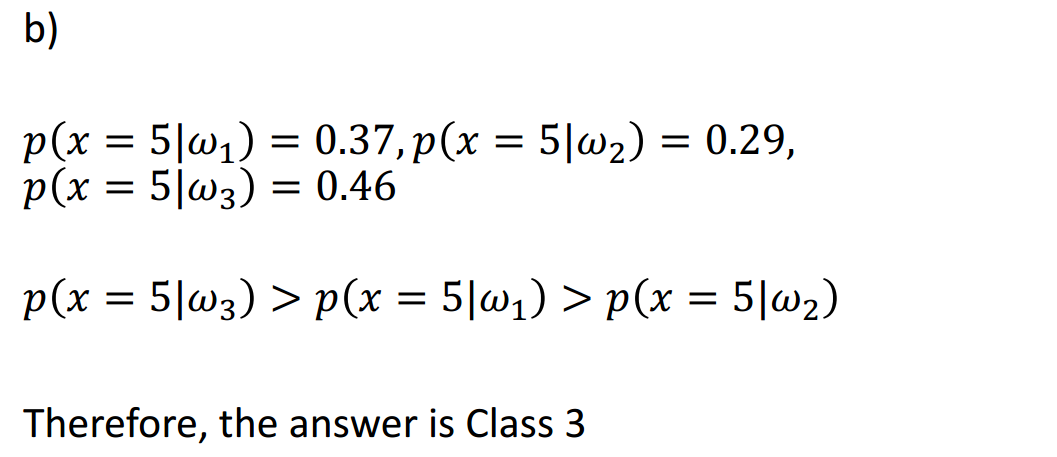 b)
p(x = 5|ω₁) = 0.37, p(x = 5|ω₂) = 0.29,
p(x = 5|ω₃) = 0.46
p(x = 5|ω₃) > p(x = 5|ω₁) > p(x = 5|ω₂)
Therefore, the answer is Class 3